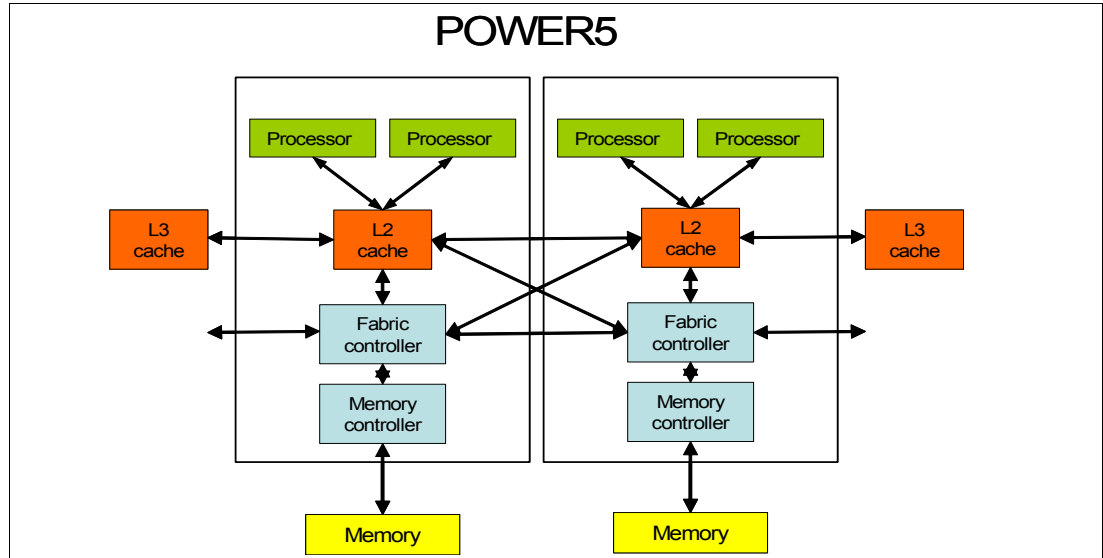 POWER5
Processor
Processor
Processor
Processor
L3
cache
L2
cache
L2
cache
L3
cache
Fabric
controller
Fabric
controller
Memory
controller
Memory
controller
Memory
Memory